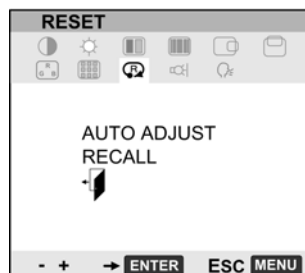 RESET
R
G B
R
AUTO ADJUST
RECALL
- + → ENTER ESC MENU